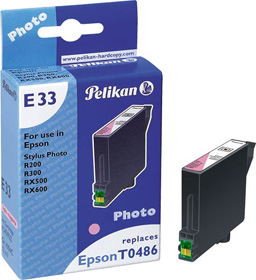 Photo
www.pelikan-hardcopy.com
E 33
Pelikan
For use in
Epson
Stylus Photo
R200
R300
RX500
RX600
Photo
replaces
Epson T0486